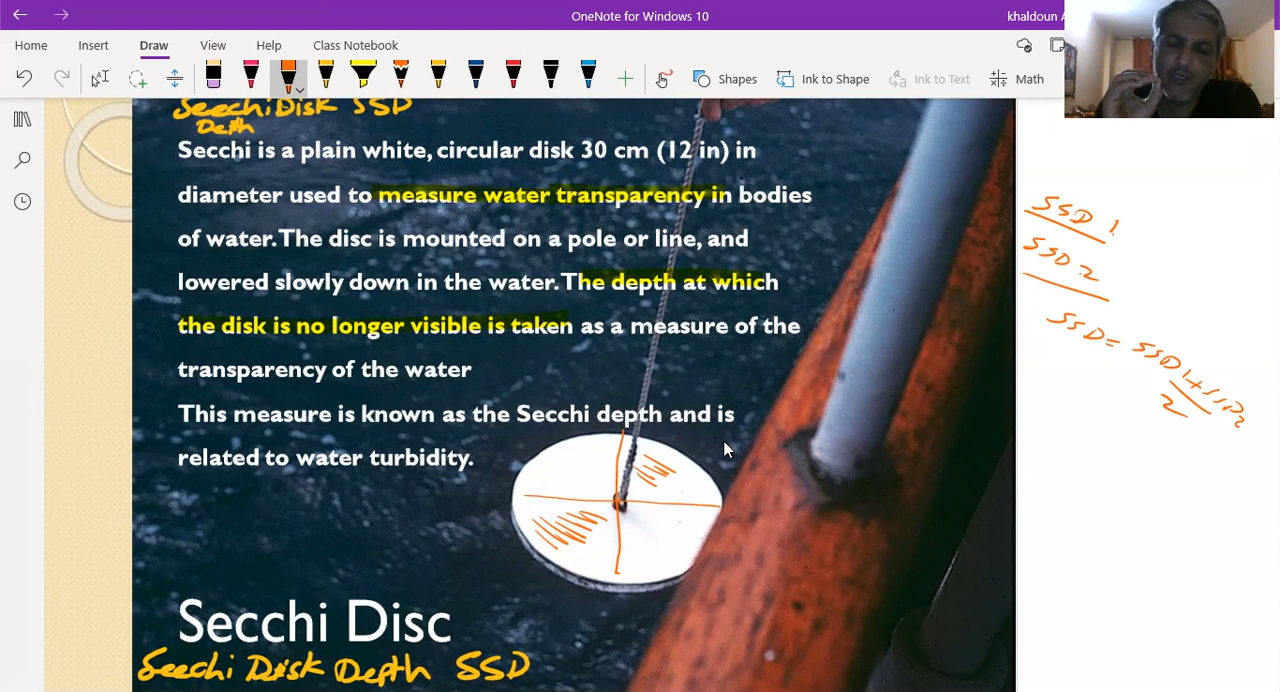 OneNote for Windows 10
khaldoun A
Home Insert Draw View Help Class Notebook
Shapes Ink to Shape Ink to Text Math
Seechi Disk SSD
Depth
Secchi is a plain white, circular disk 30 cm (12 in) in
diameter used to measure water transparency in bodies
of water. The disc is mounted on a pole or line, and
lowered slowly down in the water. The depth at which
the disk is no longer visible is taken as a measure of the
transparency of the water
This measure is known as the Secchi depth and is
related to water turbidity.
Secchi Disc
Seechi Disk Depth SSD
SSD 1
SSD 2
SSD = SSD1+SSD2
2